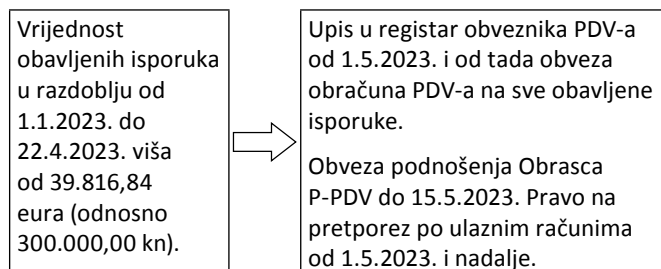 Vrijednost
obavljenih isporuka
u razdoblju od
1.1.2023. do
22.4.2023. viša
od 39.816,84
eura (odnosno
300.000,00 kn).
Upis u registar obveznika PDV-a
od 1.5.2023. i od tada obveza
obračuna PDV-a na sve obavljene
isporuke.
Obveza podnošenja Obrasca
P-PDV do 15.5.2023. Pravo na
pretporez po ulaznim računima
od 1.5.2023. i nadalje.